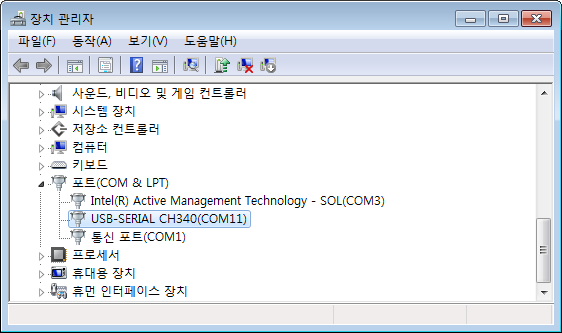 장치 관리자
파일(F) 동작(A) 보기(V) 도움말(H)
사운드, 비디오 및 게임 컨트롤러
시스템 장치
저장소 컨트롤러
컴퓨터
키보드
포트(COM & LPT)
Intel(R) Active Management Technology - SOL(COM3)
USB-SERIAL CH340(COM11)
통신 포트(COM1)
프로세서
휴대용 장치
휴먼 인터페이스 장치